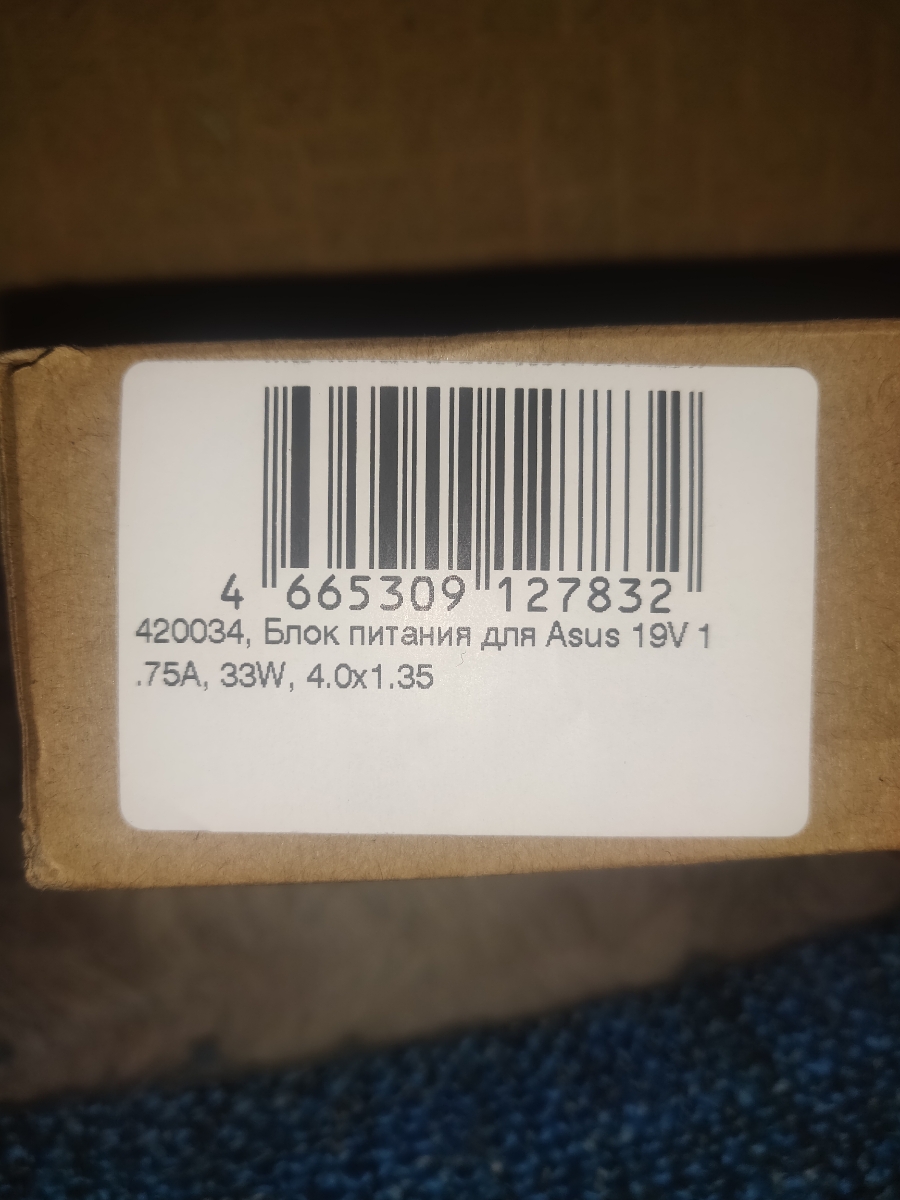 4 665309 127832
420034, Блок питания для Asus 19V 1
.75A, 33W, 4.0x1.35